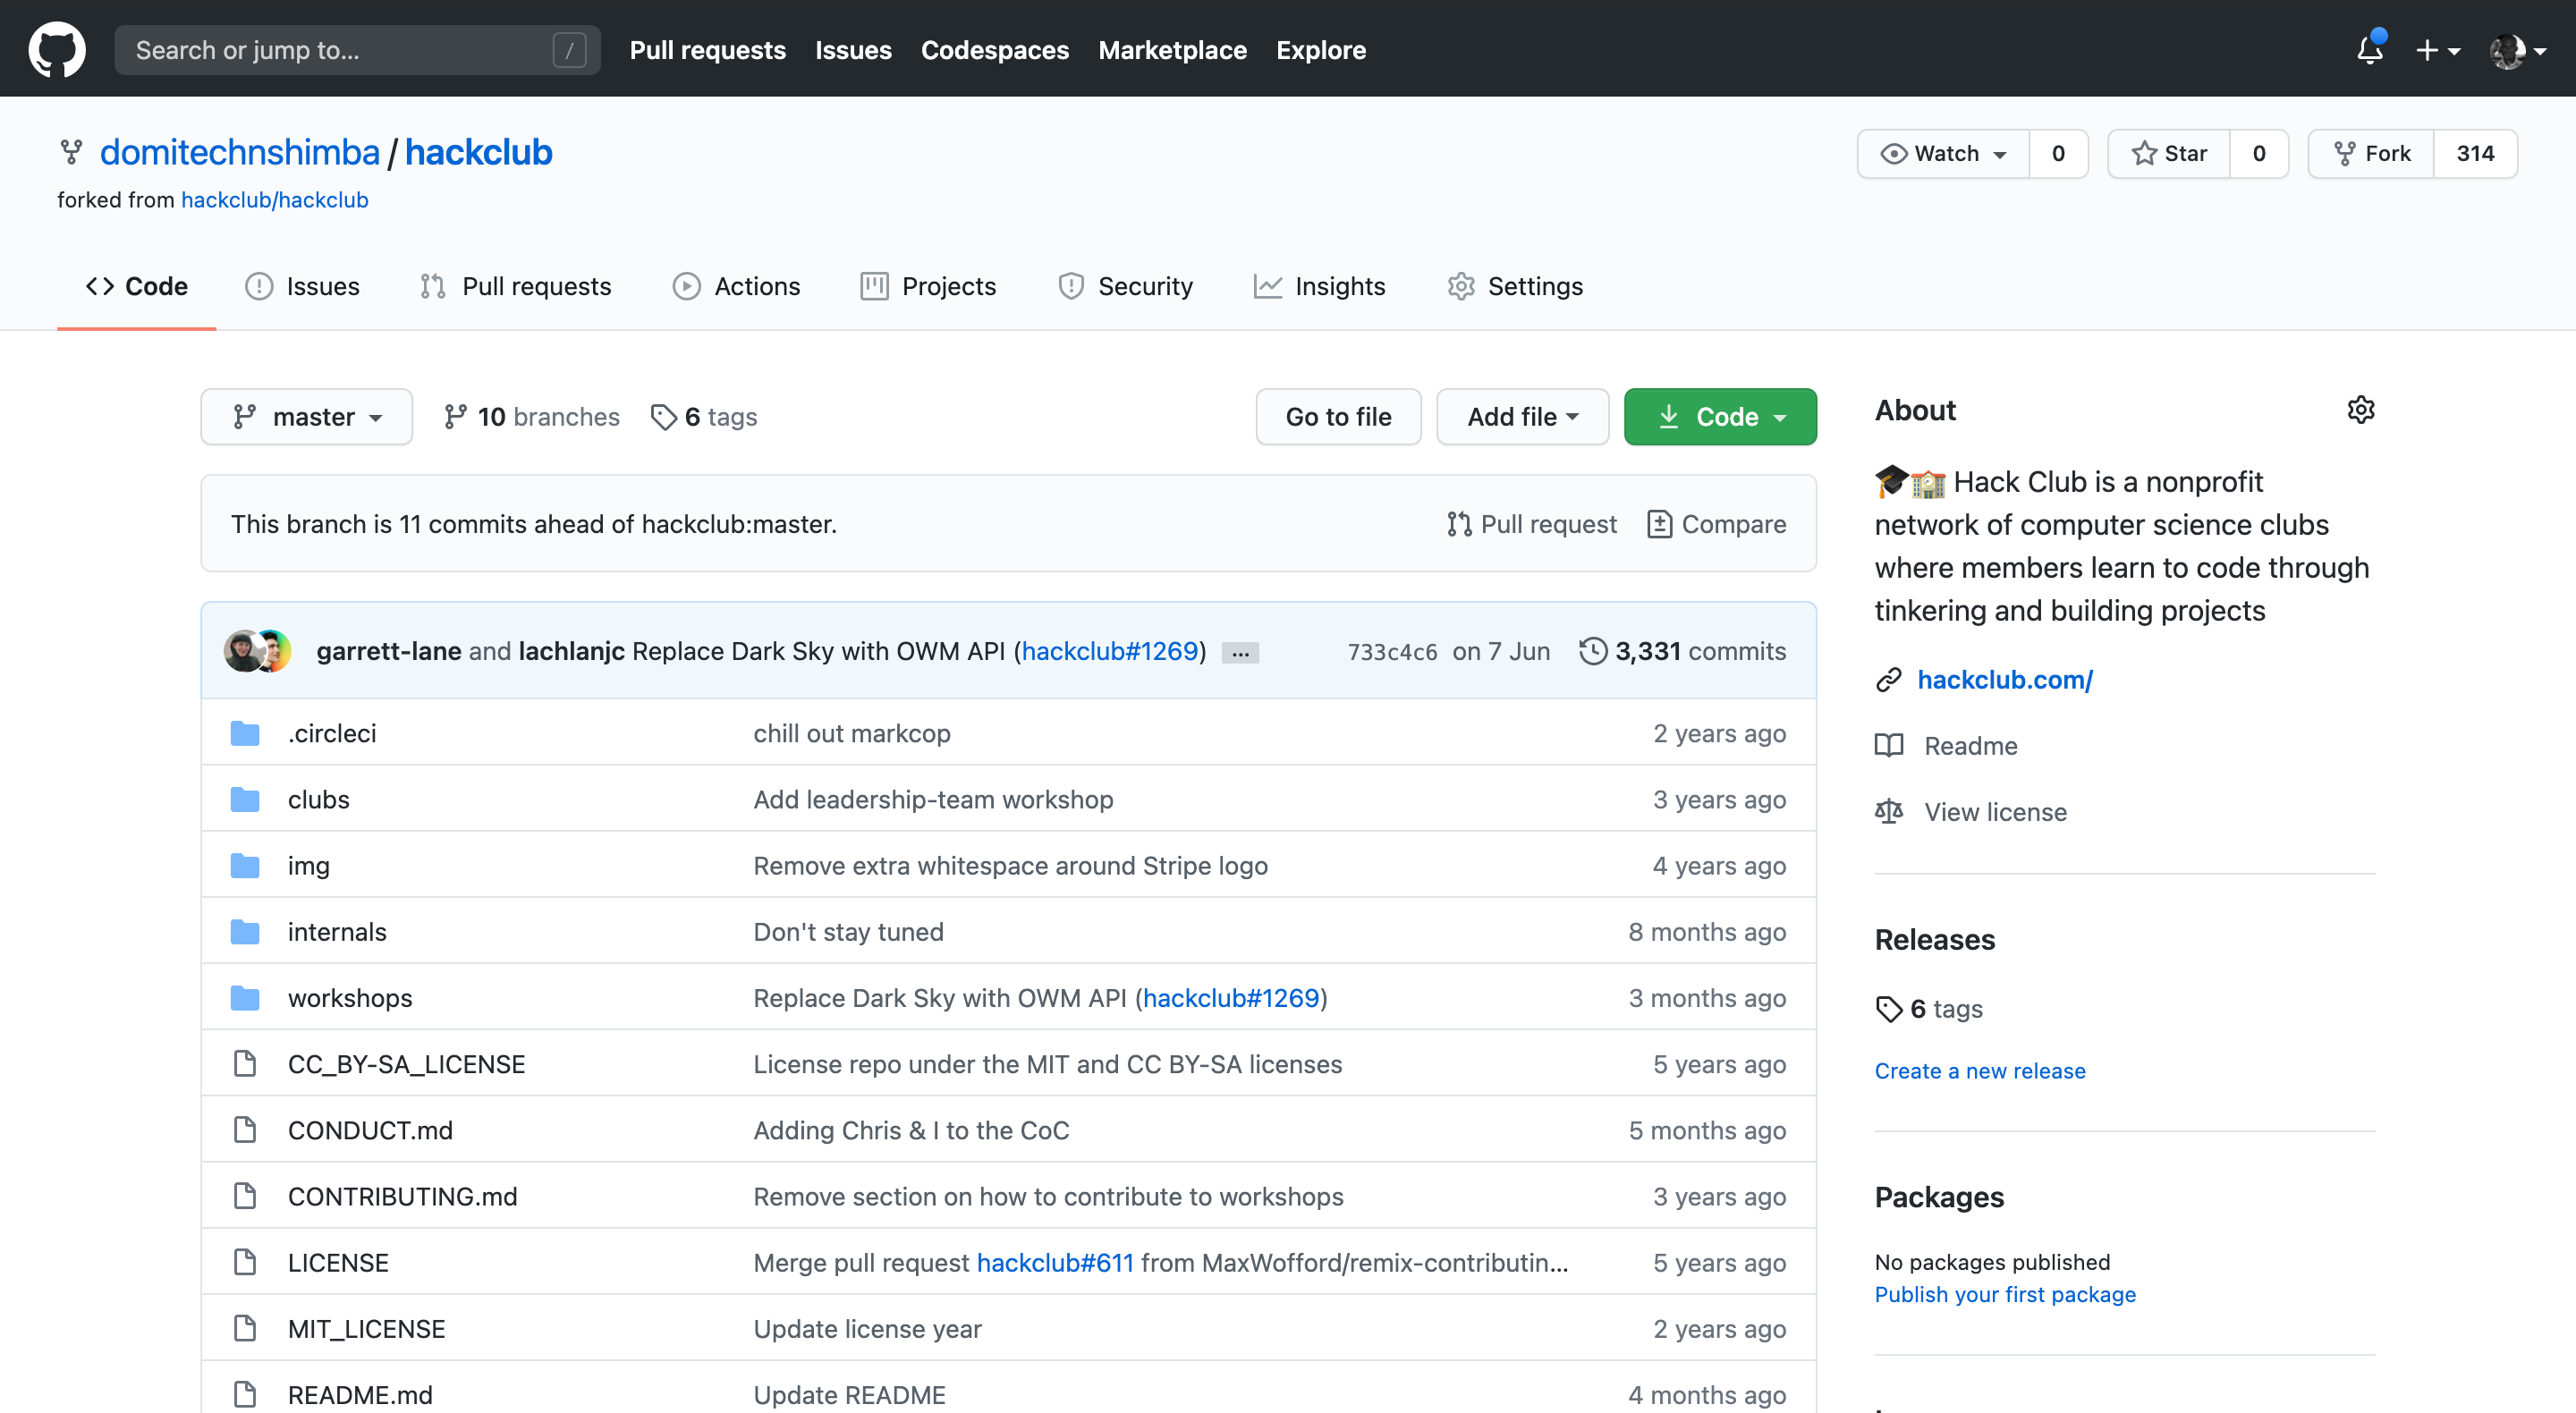 Search or jump to... /
Pull requests Issues Codespaces Marketplace Explore
domitechnshimba / hackclub
forked from hackclub/hackclub
Watch 0 Star 0 Fork 314
Code Issues Pull requests Actions Projects Security Insights Settings
master 10 branches 6 tags
Go to file Add file Code
This branch is 11 commits ahead of hackclub:master.
Pull request Compare
garrett-lane and lachlanjc Replace Dark Sky with OWM API (hackclub#1269) ... 733c4c6 on 7 Jun 3,331 commits
.circleci chill out markcop 2 years ago
clubs Add leadership-team workshop 3 years ago
img Remove extra whitespace around Stripe logo 4 years ago
internals Don't stay tuned 8 months ago
workshops Replace Dark Sky with OWM API (hackclub#1269) 3 months ago
CC_BY-SA_LICENSE License repo under the MIT and CC BY-SA licenses 5 years ago
CONDUCT.md Adding Chris & I to the CoC 5 months ago
CONTRIBUTING.md Remove section on how to contribute to workshops 3 years ago
LICENSE Merge pull request hackclub#611 from MaxWofford/remix-contributin... 5 years ago
MIT_LICENSE Update license year 2 years ago
README.md Update README 4 months ago
About
🎓🏫 Hack Club is a nonprofit
network of computer science clubs
where members learn to code through
tinkering and building projects
hackclub.com/
Readme
View license
Releases
6 tags
Create a new release
Packages
No packages published
Publish your first package